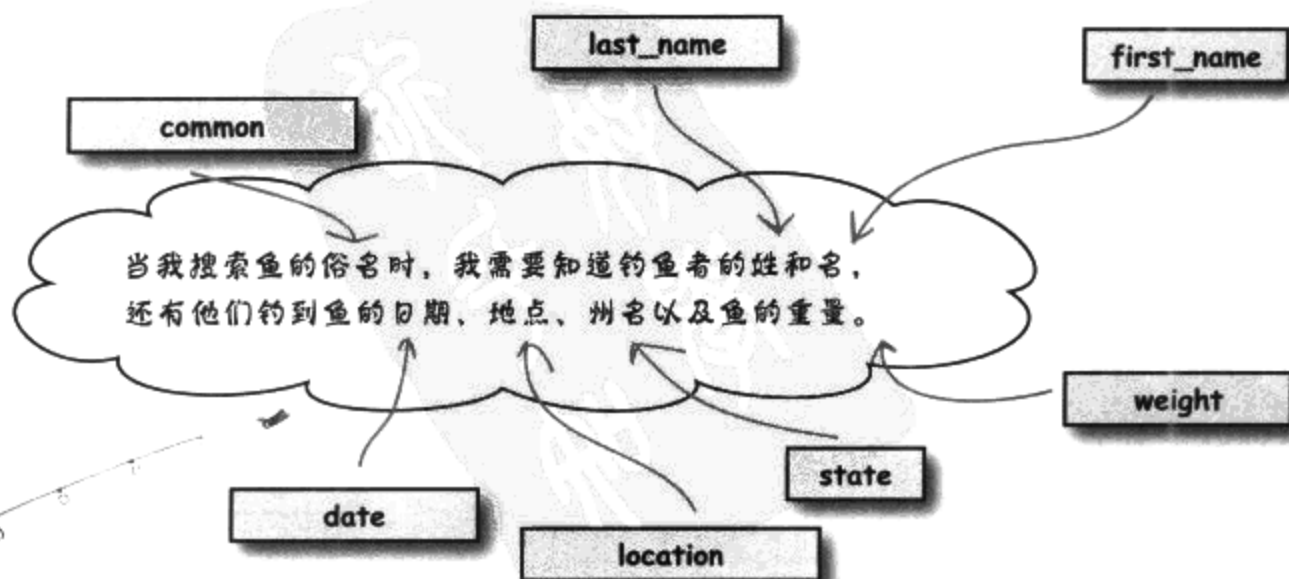 last_name
first_name
common
当我搜索鱼的俗名时，我需要知道钓鱼者的姓和名，
还有他们钓到鱼的日期、地点、州名以及鱼的重量。
weight
state
date
location